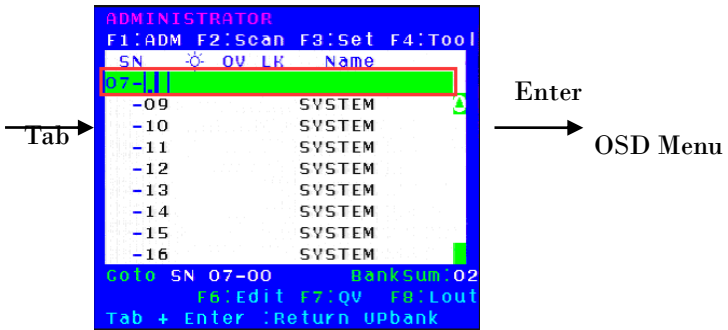 ADMINISTRATOR
F1:ADM F2:Scan F3:Set F4:Tool
SN OV LK Name
07-
-09 SYSTEM
-10 SYSTEM
-11 SYSTEM
-12 SYSTEM
-13 SYSTEM
-14 SYSTEM
-15 SYSTEM
-16 SYSTEM
Goto SN 07-00 BankSum:02
F6:Edit F7:QV F8:Lout
Tab + Enter :Return UPbank
Tab
Enter
OSD Menu